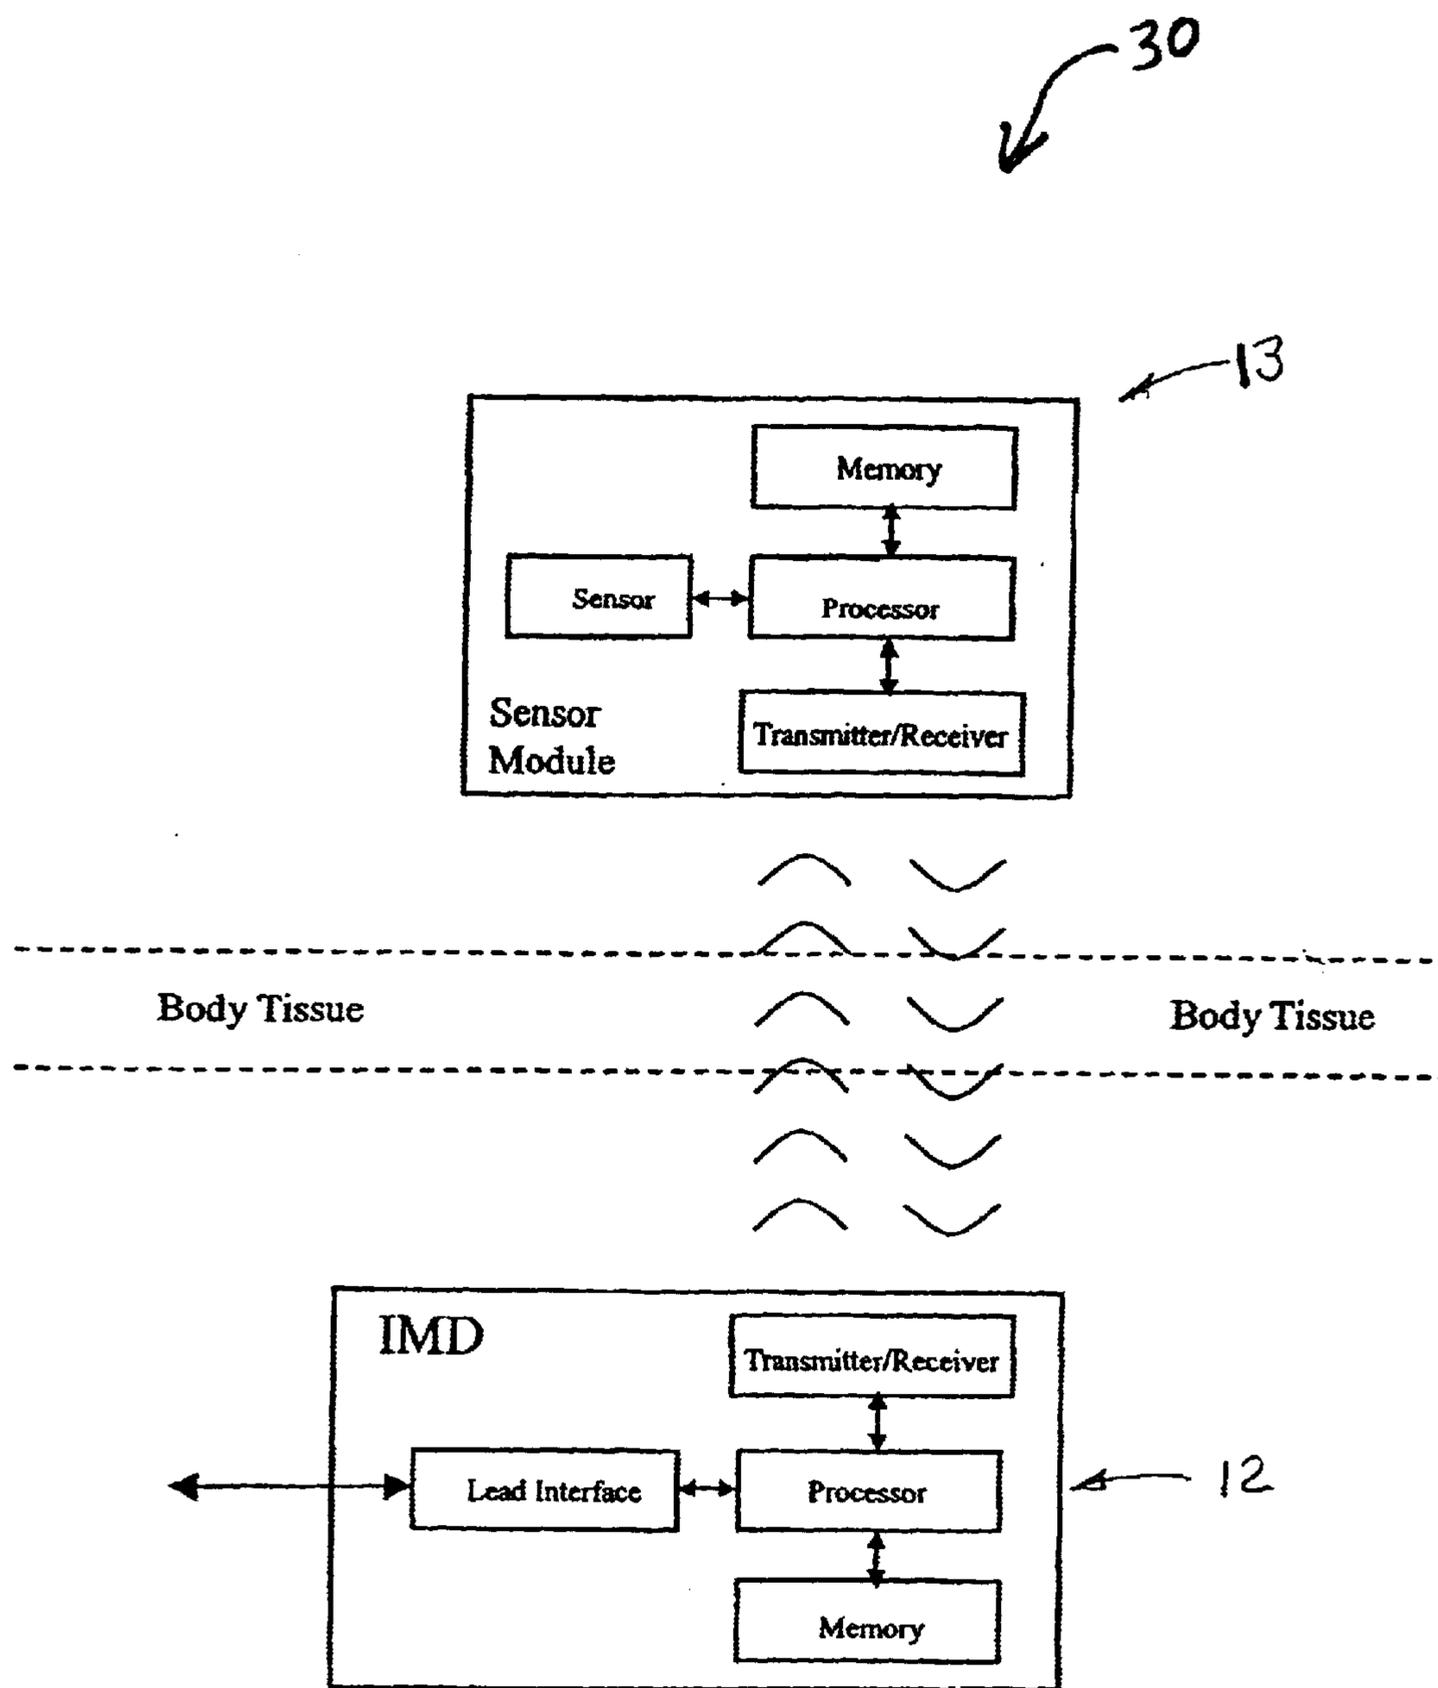 30
13
Memory
Sensor
Processor
Sensor
Module
Transmitter/Receiver
Body Tissue
Body Tissue
IMD
Transmitter/Receiver
Lead Interface
Processor
12
Memory